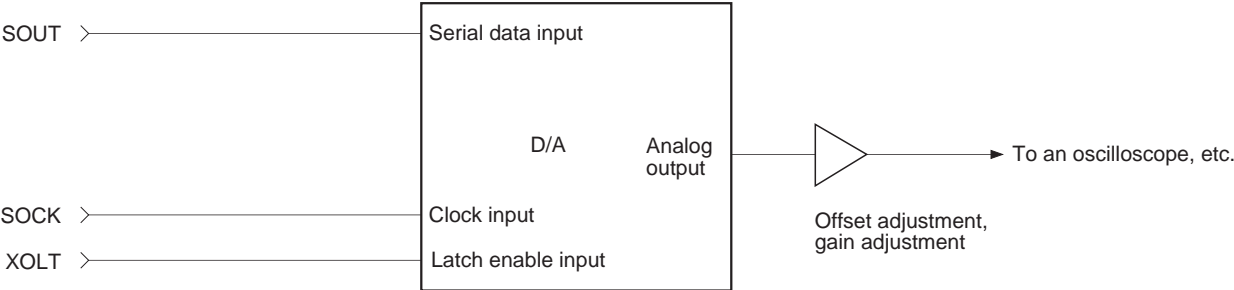 SOUT
Serial data input
D/A
Analog
output
To an oscilloscope, etc.
SOCK
Clock input
Offset adjustment,
gain adjustment
XOLT
Latch enable input